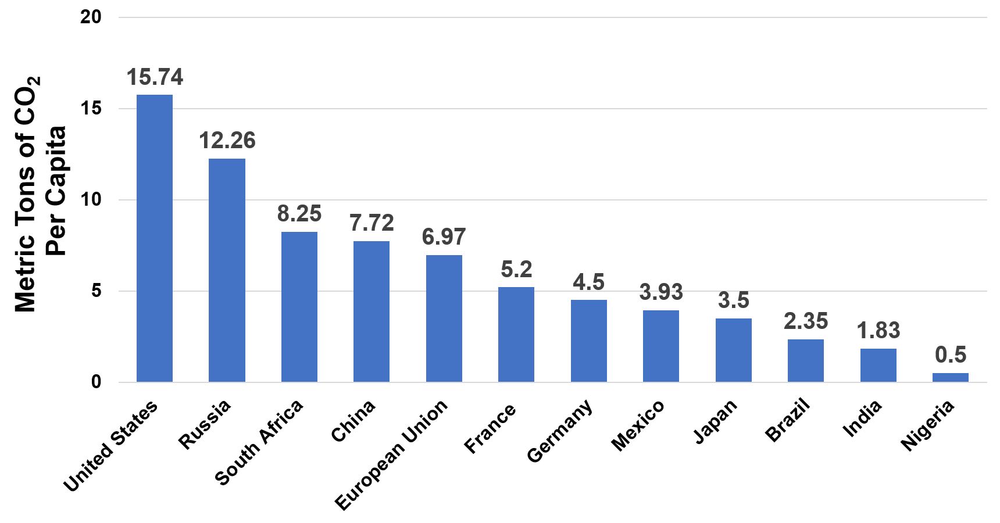 Metric Tons of CO₂
Per Capita
20
15
10
5
0
15.74
12.26
8.25
7.72
6.97
5.2
4.5
3.93
3.5
2.35
1.83
0.5
United States
Russia
South Africa
China
European Union
France
Germany
Mexico
Japan
Brazil
India
Nigeria